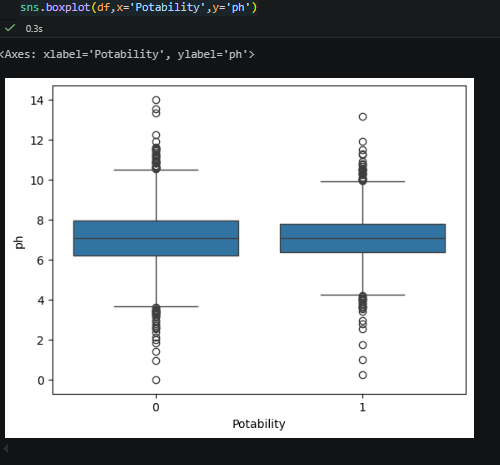 sns.boxplot(df,x='Potability',y='ph')
0.3s
<Axes: xlabel='Potability', ylabel='ph'>
14
12
10
8
6
4
2
0
ph
0 1
Potability